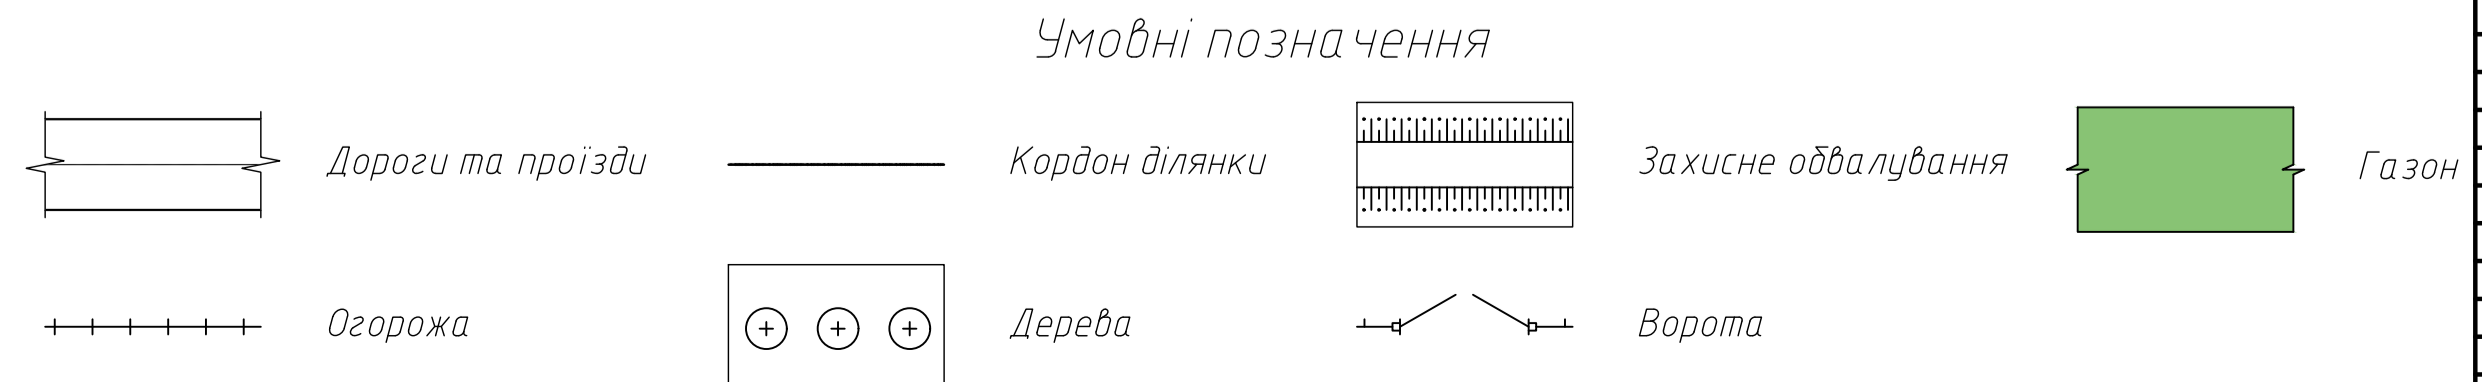 Умовні позначення
Дороги та проїзди
Кордон ділянки
Захисне обвалування
Газон
Огорожа
Дерева
Ворота